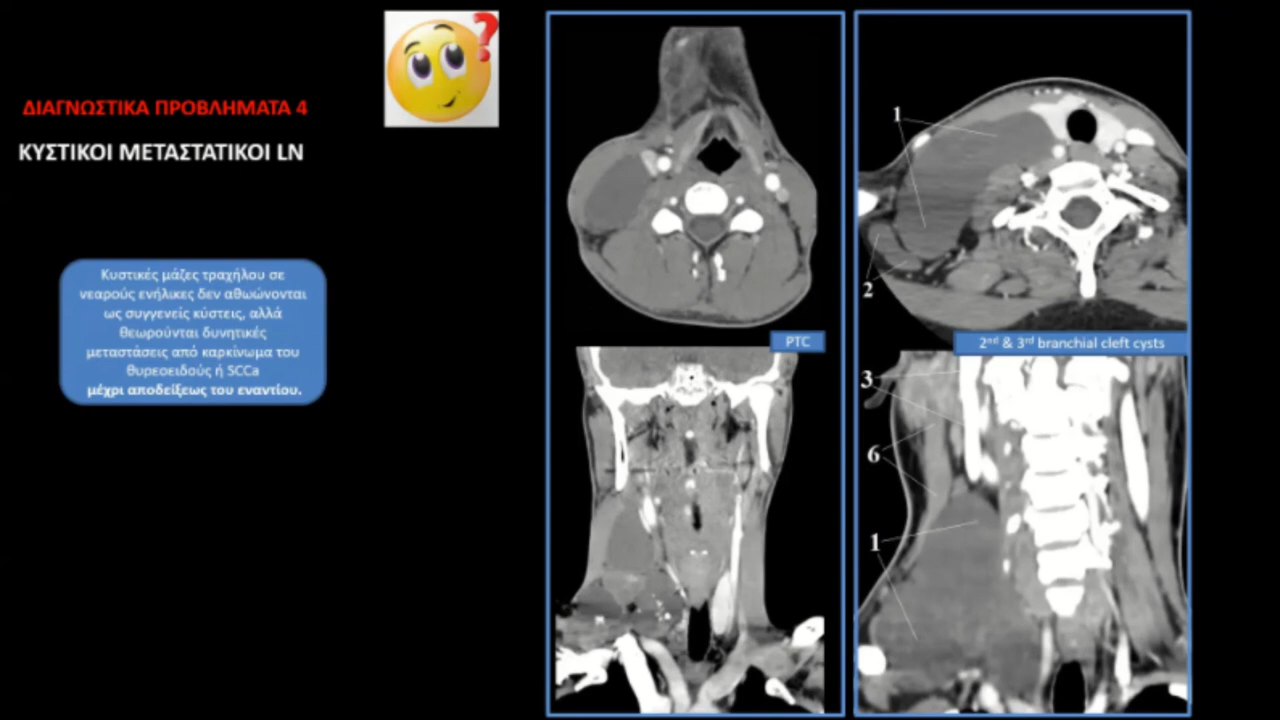 ΔΙΑΓΝΩΣΤΙΚΑ ΠΡΟΒΛΗΜΑΤΑ 4
ΚΥΣΤΙΚΟΙ ΜΕΤΑΣΤΑΤΙΚΟΙ LN
?
Κυστικές μάζες τραχήλου σε
νεαρούς ενήλικες δεν αθωώνονται
ως συγγενείς κύστεις, αλλά
θεωρούνται δυνητικές
μεταστάσεις από καρκίνωμα του
θυρεοειδούς ή SCCa
μέχρι αποδείξεως του εναντίου.
PTC
1
2
2nd & 3rd branchial cleft cysts
3
6
1